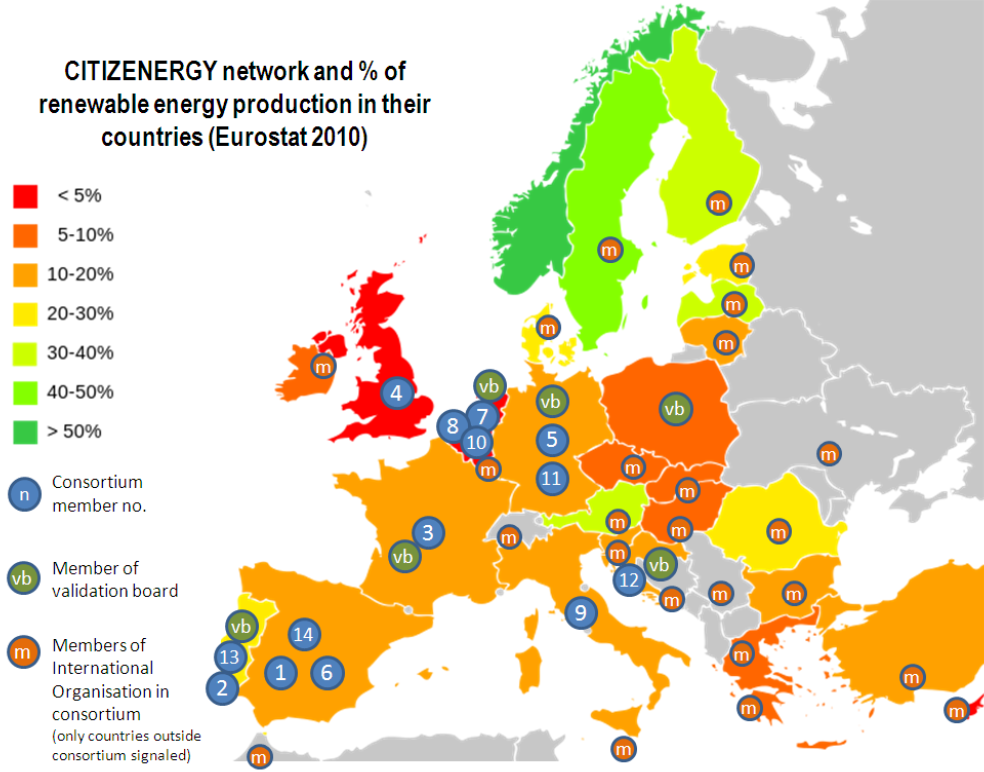 CITIZENERGY network and % of
renewable energy production in their
countries (Eurostat 2010)
< 5%
5-10%
10-20%
20-30%
30-40%
40-50%
> 50%
n
Consortium
member no.
vb
Member of
validation board
m
Members of
International
Organisation in
consortium
(only countries outside
consortium signaled)
m
m
m
m
m
m
m
4
vb
vb
vb
7
8
10
5
m
m
11
m
m
3
m
m
m
m
vb
m
vb
12
m
m
m
9
vb
14
13
m
1
6
m
2
m
m
m
m